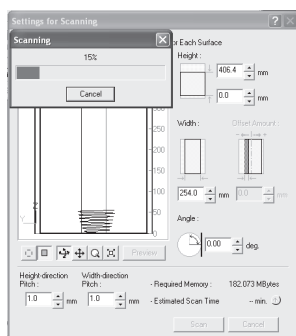 Settings for Scanning
Scanning
15%
Cancel
or Each Surface
Height :
406.4 mm
0.0 mm
Width :
Offset Amount :
254.0 mm
0.0 mm
Angle :
0.00 deg.
250
200
150
100
50
0
Z
Y
Preview
Height-direction
Pitch :
1.0 mm
Width-direction
Pitch :
1.0 mm
- Required Memory : 182.073 MBytes
- Estimated Scan Time -- min.
Scan
Cancel